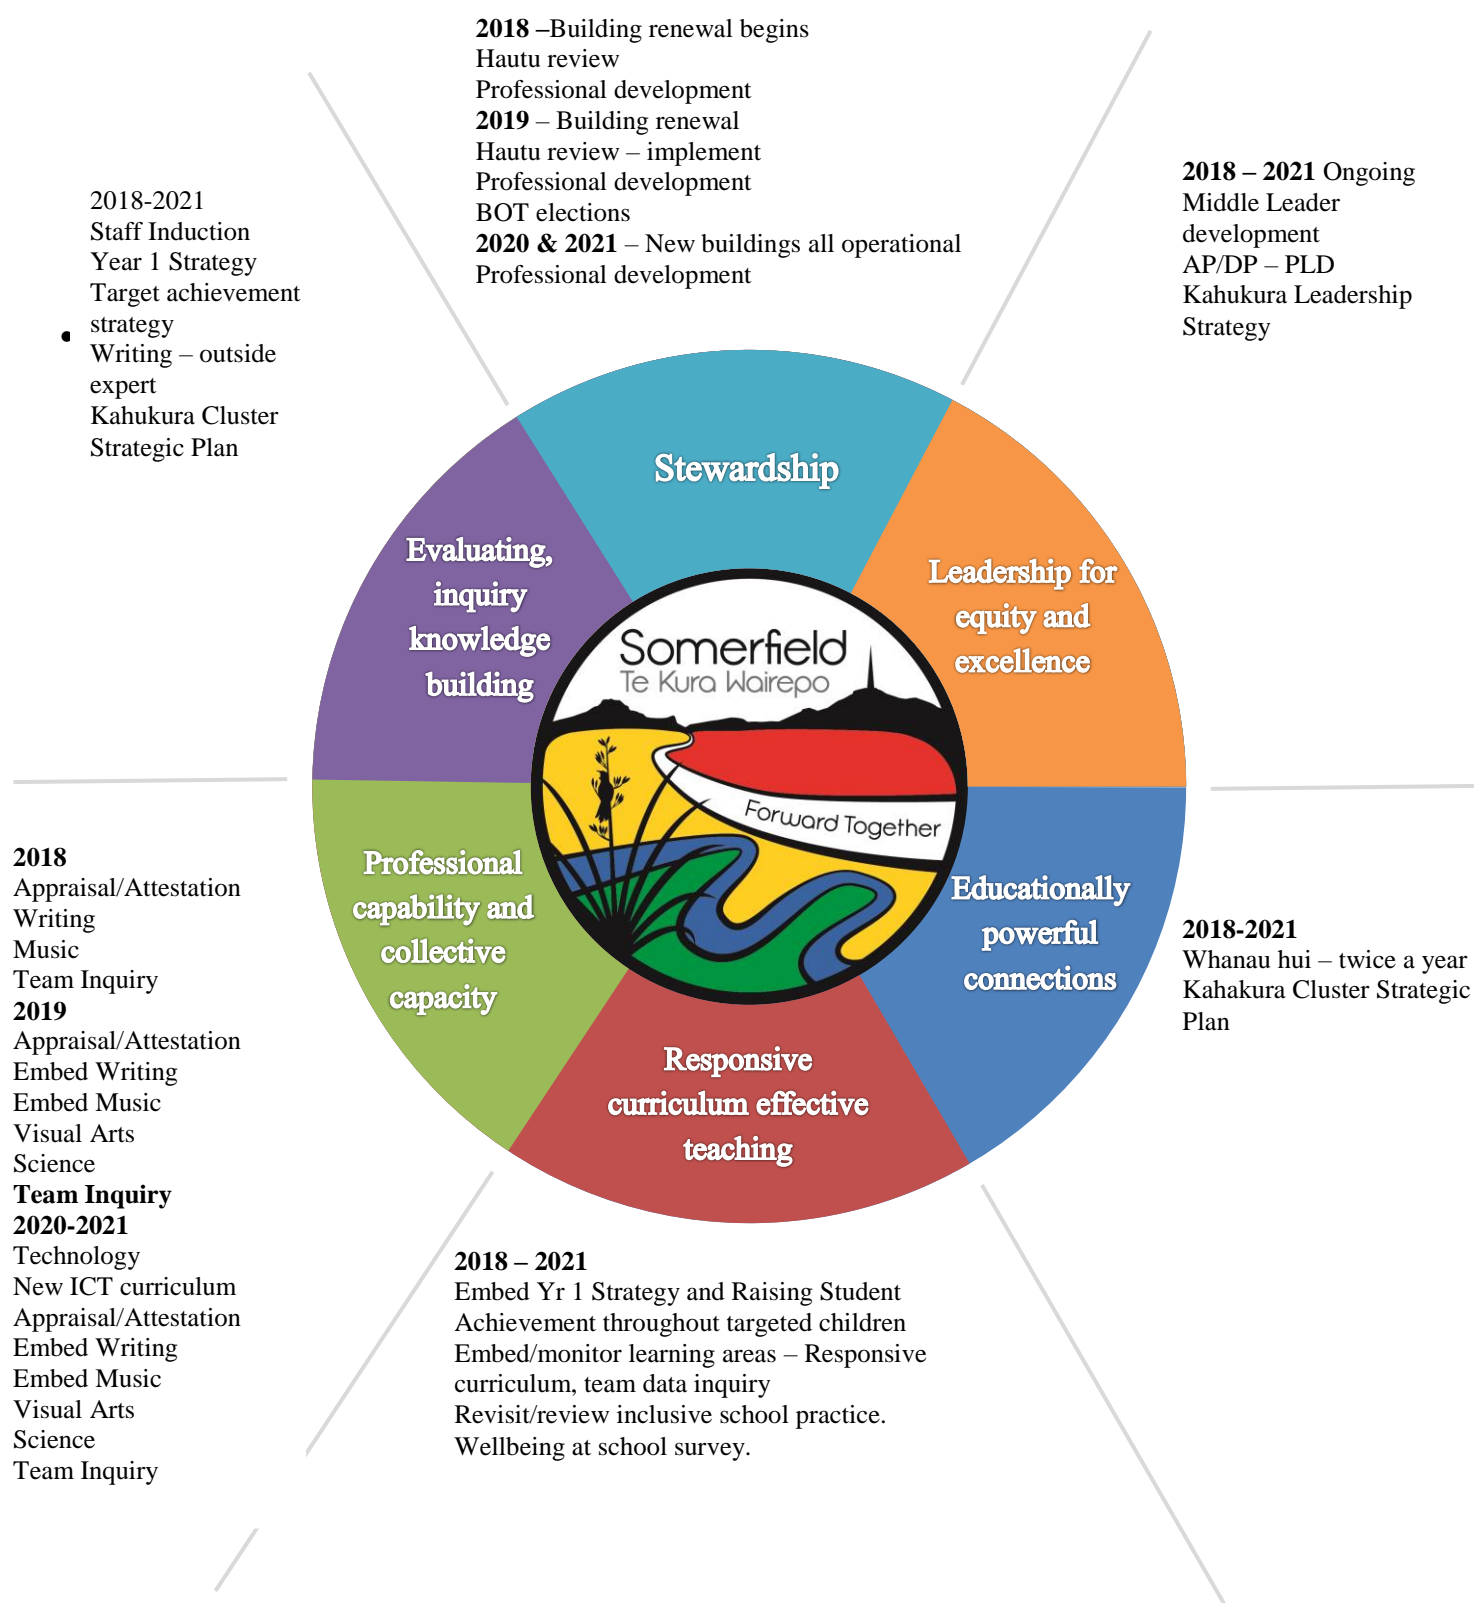 2018 –Building renewal begins
Hautu review
Professional development
2019 – Building renewal
Hautu review – implement
Professional development
BOT elections
2020 & 2021 – New buildings all operational
Professional development
2018 – 2021 Ongoing
Middle Leader
development
AP/DP – PLD
Kahukura Leadership
Strategy
2018-2021
Staff Induction
Year 1 Strategy
Target achievement
strategy
• Writing – outside
expert
Kahukura Cluster
Strategic Plan
Stewardship
Leadership for
equity and
excellence
Evaluating,
inquiry
knowledge
building
Somerfield
Te Kura Wairepo
Forward Together
Professional
capability and
collective
capacity
Educationally
powerful
connections
Responsive
curriculum effective
teaching
2018
Appraisal/Attestation
Writing
Music
Team Inquiry
2019
Appraisal/Attestation
Embed Writing
Embed Music
Visual Arts
Science
Team Inquiry
2020-2021
Technology
New ICT curriculum
Appraisal/Attestation
Embed Writing
Embed Music
Visual Arts
Science
Team Inquiry
2018-2021
Whanau hui – twice a year
Kahakura Cluster Strategic
Plan
2018 – 2021
Embed Yr 1 Strategy and Raising Student
Achievement throughout targeted children
Embed/monitor learning areas – Responsive
curriculum, team data inquiry
Revisit/review inclusive school practice.
Wellbeing at school survey.